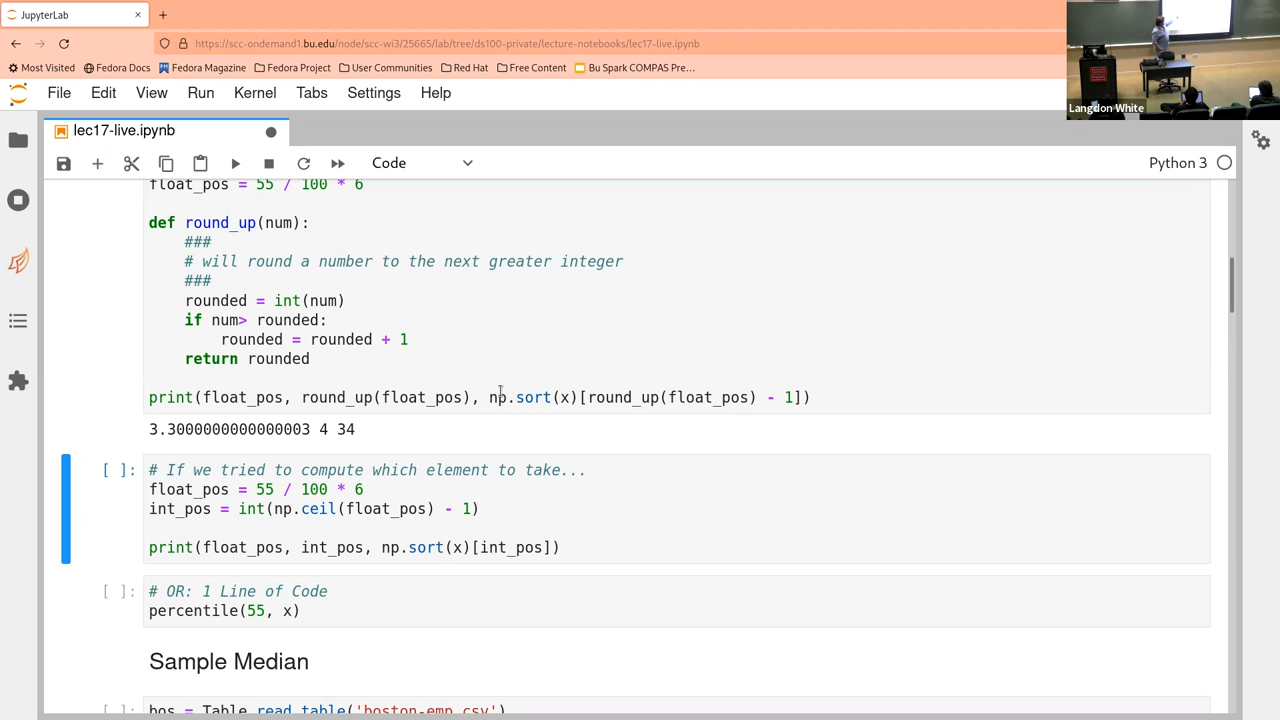 JupyterLab
https://scc-ondemand1.bu.edu/node/scc-wi3/25665/lab/tree/ds100-private/lecture-notebooks/lec17-live.ipynb
Most Visited Fedora Docs Fedora Magazine Fedora Project User Communities Red Hat Free Content Bu Spark COMPAS Pre…
Langdon White
File Edit View Run Kernel Tabs Settings Help
lec17-live.ipynb
Code Python 3
float_pos = 55 / 100 * 6
def round_up(num):
###
# will round a number to the next greater integer
###
rounded = int(num)
if num> rounded:
rounded = rounded + 1
return rounded
print(float_pos, round_up(float_pos), np.sort(x)[round_up(float_pos) - 1])
3.3000000000000003 4 34
[ ]: # If we tried to compute which element to take...
float_pos = 55 / 100 * 6
int_pos = int(np.ceil(float_pos) - 1)
print(float_pos, int_pos, np.sort(x)[int_pos])
[ ]: # OR: 1 Line of Code
percentile(55, x)
Sample Median
[ ]: bos = Table.read_table('boston-emp.csv')